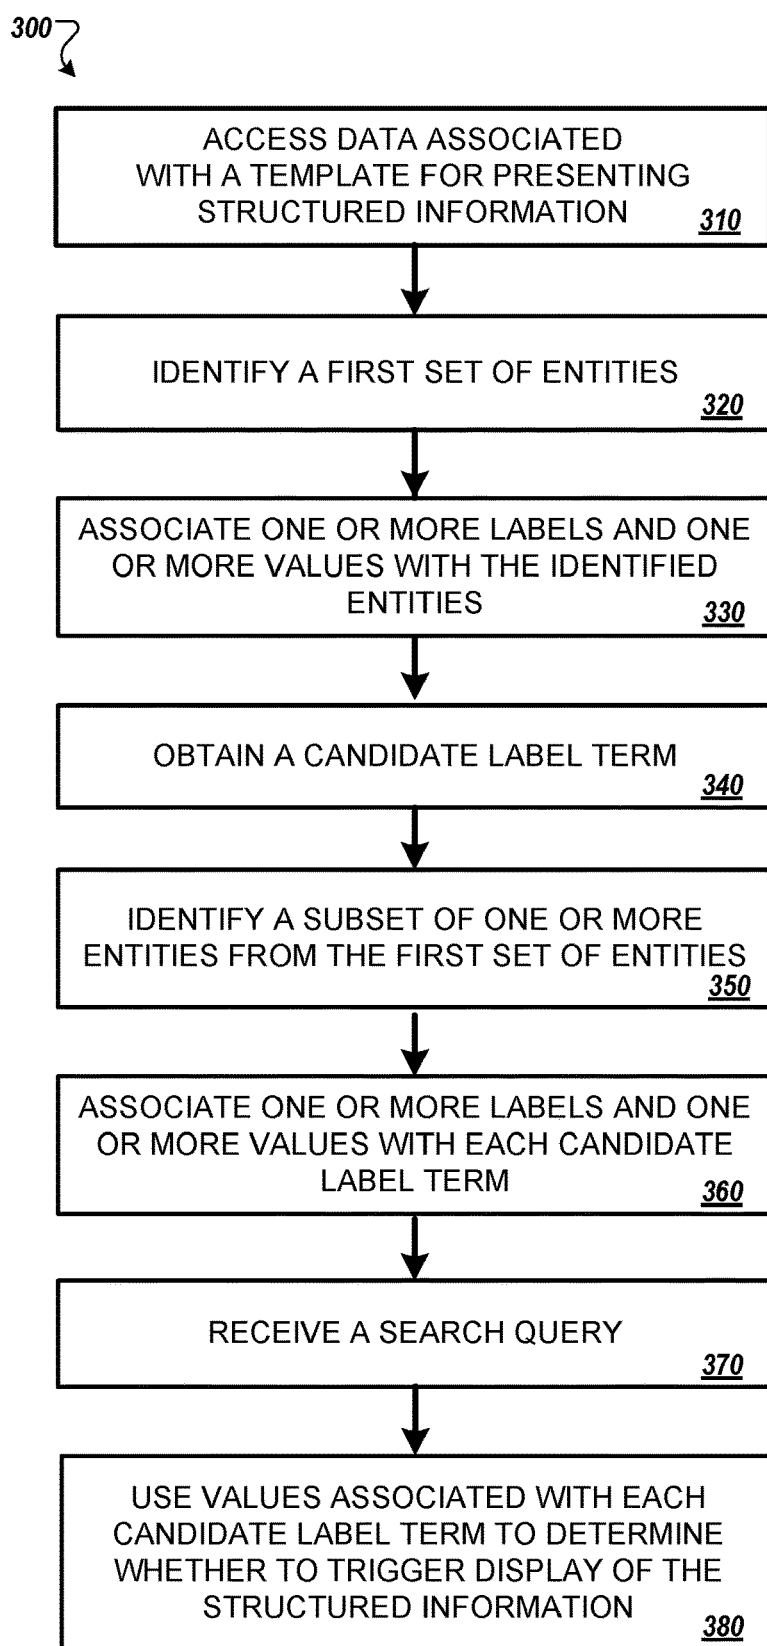 300
ACCESS DATA ASSOCIATED
WITH A TEMPLATE FOR PRESENTING
STRUCTURED INFORMATION
310
IDENTIFY A FIRST SET OF ENTITIES
320
ASSOCIATE ONE OR MORE LABELS AND ONE
OR MORE VALUES WITH THE IDENTIFIED
ENTITIES
330
OBTAIN A CANDIDATE LABEL TERM
340
IDENTIFY A SUBSET OF ONE OR MORE
ENTITIES FROM THE FIRST SET OF ENTITIES
350
ASSOCIATE ONE OR MORE LABELS AND ONE
OR MORE VALUES WITH EACH CANDIDATE
LABEL TERM
360
RECEIVE A SEARCH QUERY
370
USE VALUES ASSOCIATED WITH EACH
CANDIDATE LABEL TERM TO DETERMINE
WHETHER TO TRIGGER DISPLAY OF THE
STRUCTURED INFORMATION
380